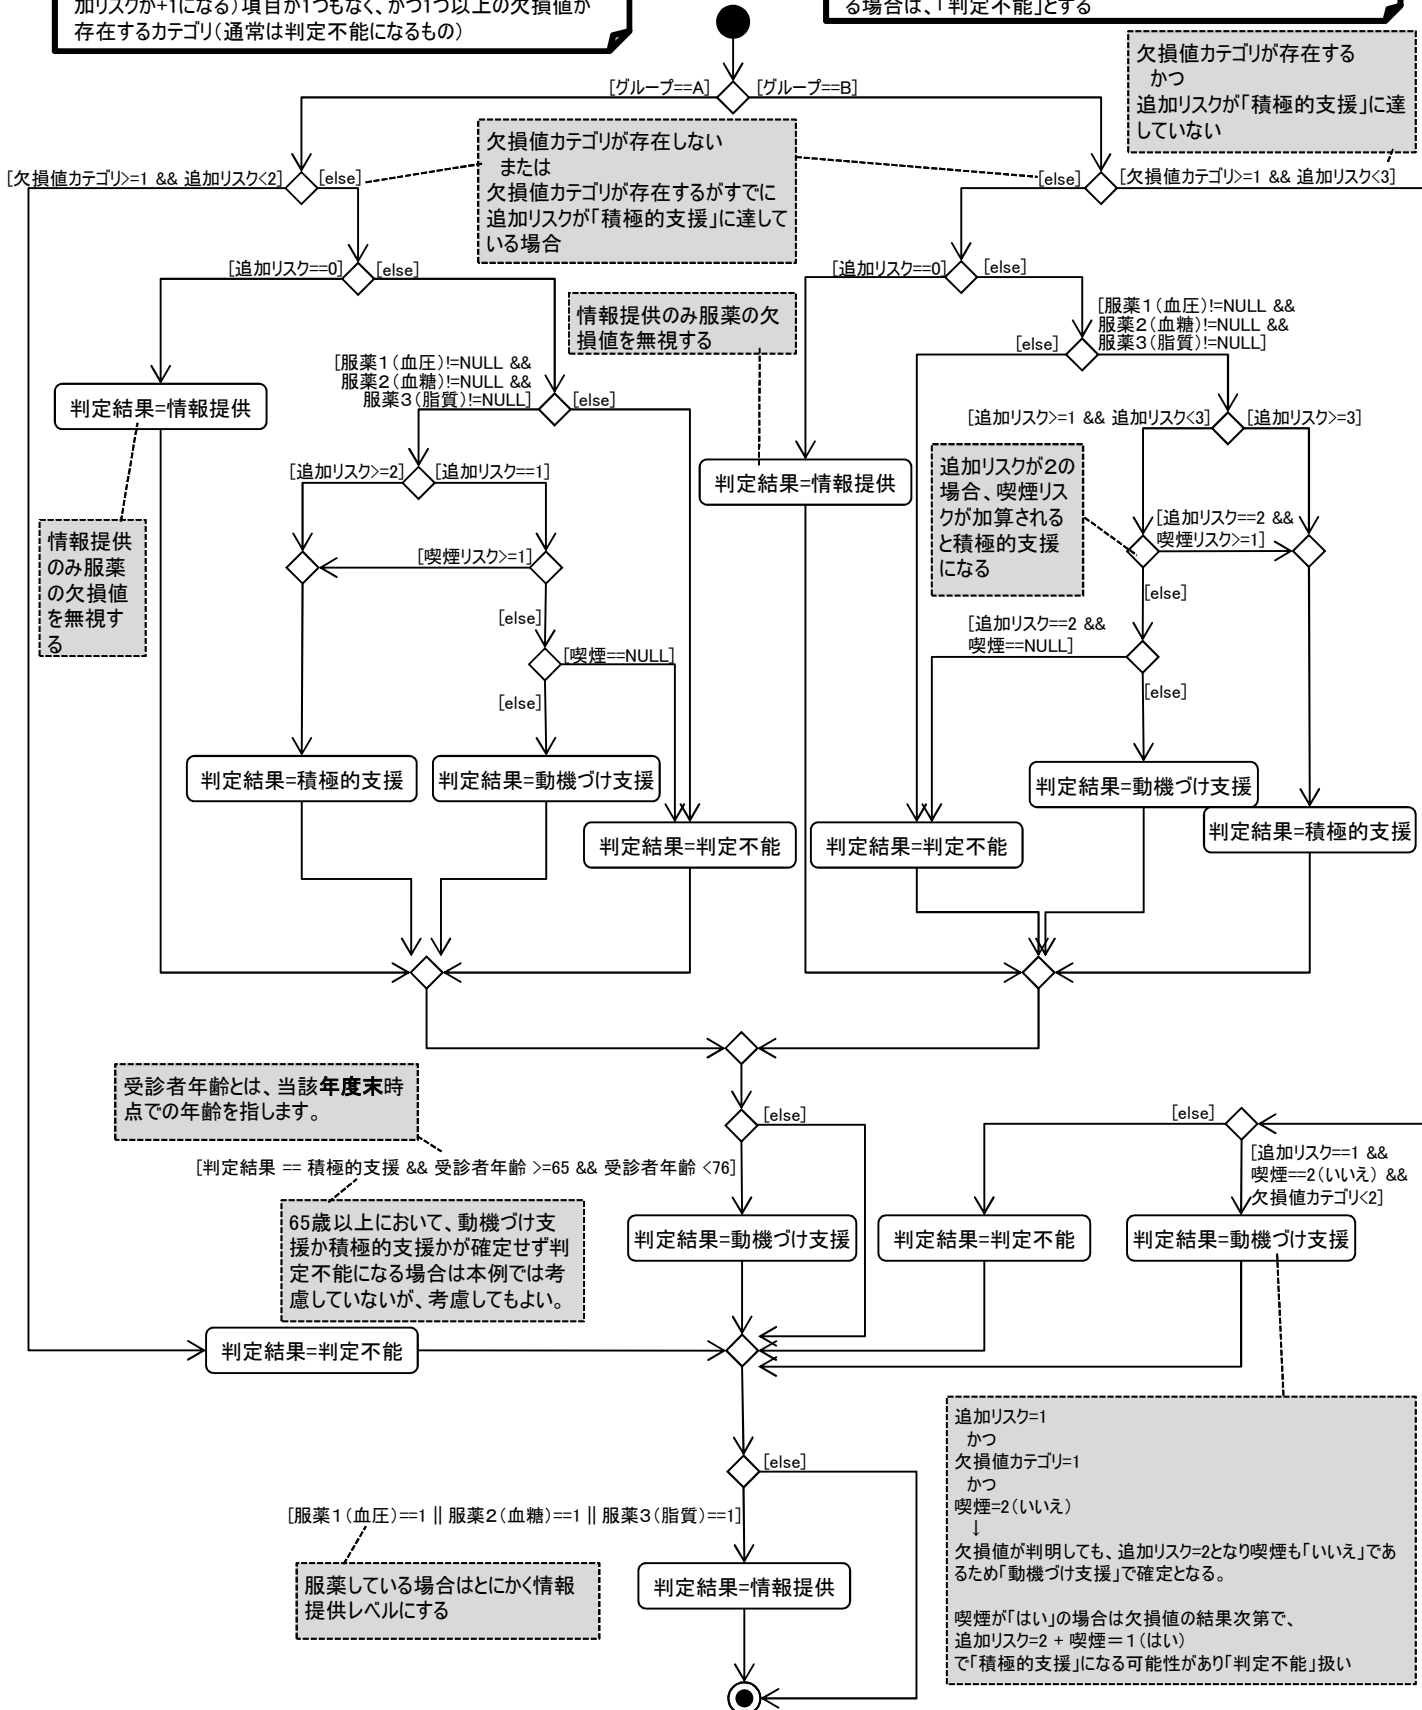 加リスクが+1になる）項目が1つもなく、かつ1つ以上の欠損値が
存在するカテゴリ（通常は判定不能になるもの）
る場合は、「判定不能」とする
欠損値カテゴリが存在する
かつ
追加リスクが「積極的支援」に達
していない
[グループ==A]
[グループ==B]
欠損値カテゴリが存在しない
または
欠損値カテゴリが存在するがすでに
追加リスクが「積極的支援」に達して
いる場合
[欠損値カテゴリ>=1 && 追加リスク<2]
[else]
[else]
[欠損値カテゴリ>=1 && 追加リスク<3]
[追加リスク==0]
[else]
[追加リスク==0]
[else]
情報提供のみ服薬の欠
損値を無視する
[服薬1（血圧）!=NULL &&
服薬2（血糖）!=NULL &&
服薬3（脂質）!=NULL]
[else]
[服薬1（血圧）!=NULL &&
服薬2（血糖）!=NULL &&
服薬3（脂質）!=NULL]
[else]
判定結果=情報提供
[追加リスク>=1 && 追加リスク<3]
[追加リスク>=3]
[追加リスク>=2]
[追加リスク==1]
判定結果=情報提供
追加リスクが2の
場合、喫煙リス
クが加算される
と積極的支援
になる
[追加リスク==2 &&
喫煙リスク>=1]
情報提供
のみ服薬
の欠損値
を無視す
る
[喫煙リスク>=1]
[else]
[else]
[追加リスク==2 &&
喫煙==NULL]
[喫煙==NULL]
[else]
[else]
判定結果=積極的支援
判定結果=動機づけ支援
判定結果=動機づけ支援
判定結果=判定不能
判定結果=判定不能
判定結果=積極的支援
受診者年齢とは、当該年度末時
点での年齢を指します。
[else]
[else]
[判定結果 == 積極的支援 && 受診者年齢 >=65 && 受診者年齢 <76]
[追加リスク==1 &&
喫煙==2（いいえ） &&
欠損値カテゴリ<2]
65歳以上において、動機づけ支
援か積極的支援かが確定せず判
定不能になる場合は本例では考
慮していないが、考慮してもよい。
判定結果=動機づけ支援
判定結果=判定不能
判定結果=動機づけ支援
判定結果=判定不能
追加リスク=1
かつ
欠損値カテゴリ=1
かつ
喫煙=2（いいえ）
↓
欠損値が判明しても、追加リスク=2となり喫煙も「いいえ」であ
るため「動機づけ支援」で確定となる。
喫煙が「はい」の場合は欠損値の結果次第で、
追加リスク=2 + 喫煙＝1（はい）
で「積極的支援」になる可能性があり「判定不能」扱い
[else]
[服薬1（血圧）==1 || 服薬2（血糖）==1 || 服薬3（脂質）==1]
服薬している場合はとにかく情報
提供レベルにする
判定結果=情報提供